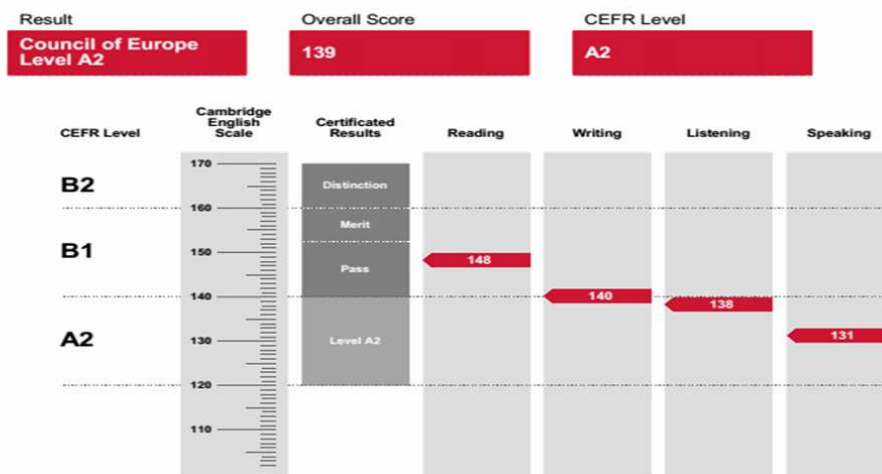 Result
Overall Score
CEFR Level
Council of Europe
Level A2
139
A2
CEFR Level
Cambridge
English
Scale
Certificated
Results
Reading
Writing
Listening
Speaking
170
B2
Distinction
160
Merit
B1
150
148
Pass
140
140
138
A2
130
Level A2
131
120
110